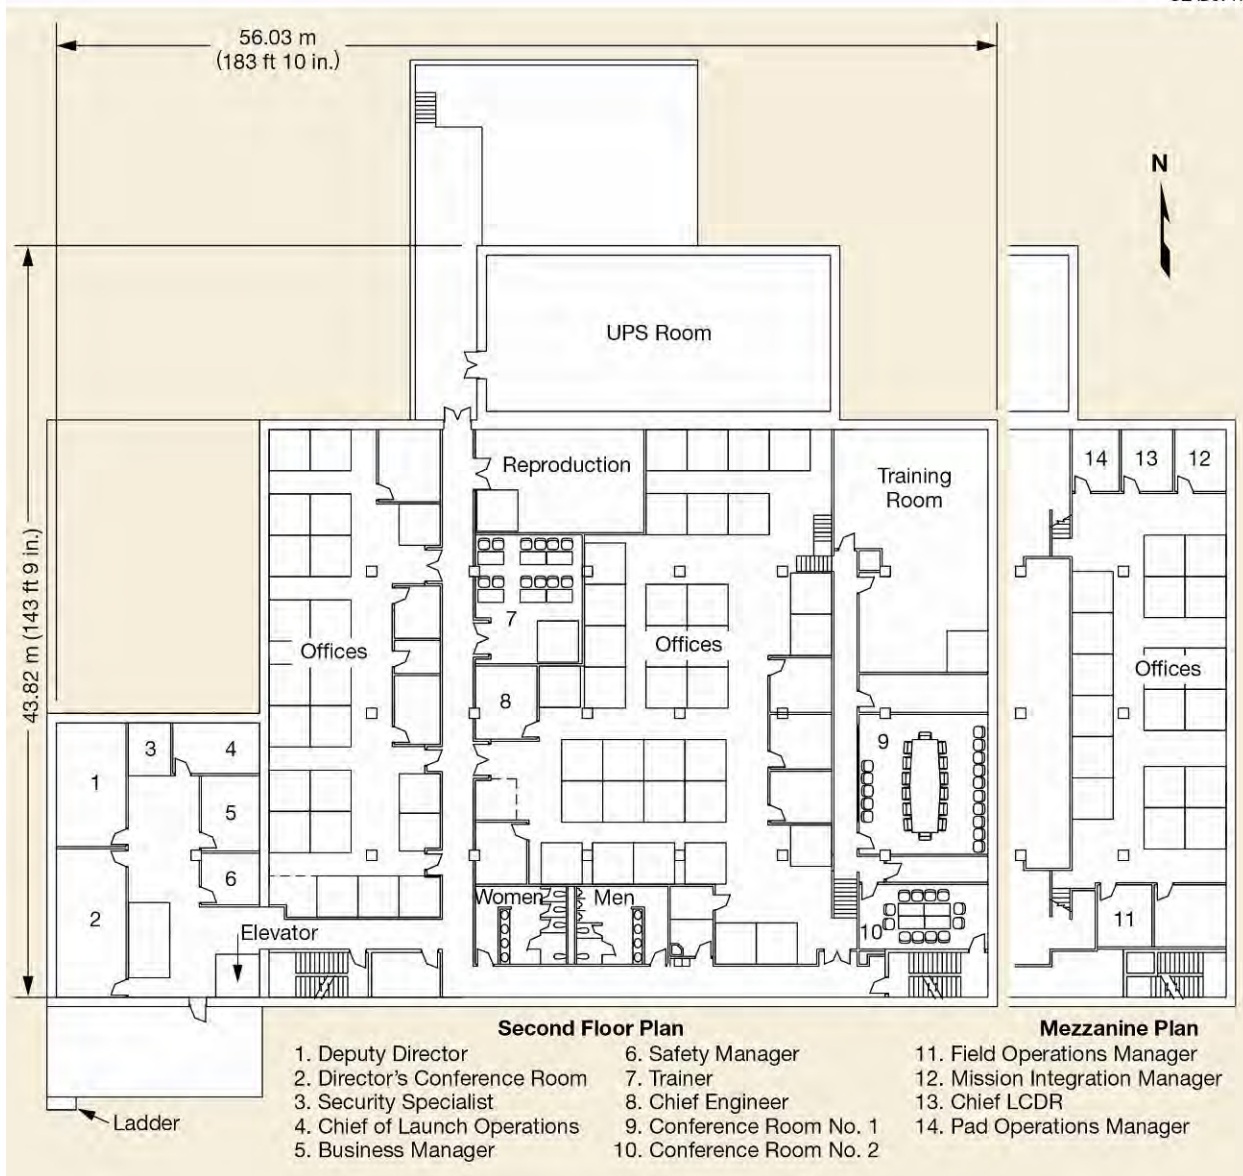 56.03 m
(183 ft 10 in.)
N
43.82 m (143 ft 9 in.)
UPS Room
Reproduction
Training
Room
14
13
12
7
Offices
Offices
Offices
8
9
1
3
4
5
6
2
Elevator
Women
Men
10
11
Second Floor Plan
1. Deputy Director
2. Director's Conference Room
3. Security Specialist
4. Chief of Launch Operations
5. Business Manager
6. Safety Manager
7. Trainer
8. Chief Engineer
9. Conference Room No. 1
10. Conference Room No. 2
Mezzanine Plan
11. Field Operations Manager
12. Mission Integration Manager
13. Chief LCDR
14. Pad Operations Manager
Ladder